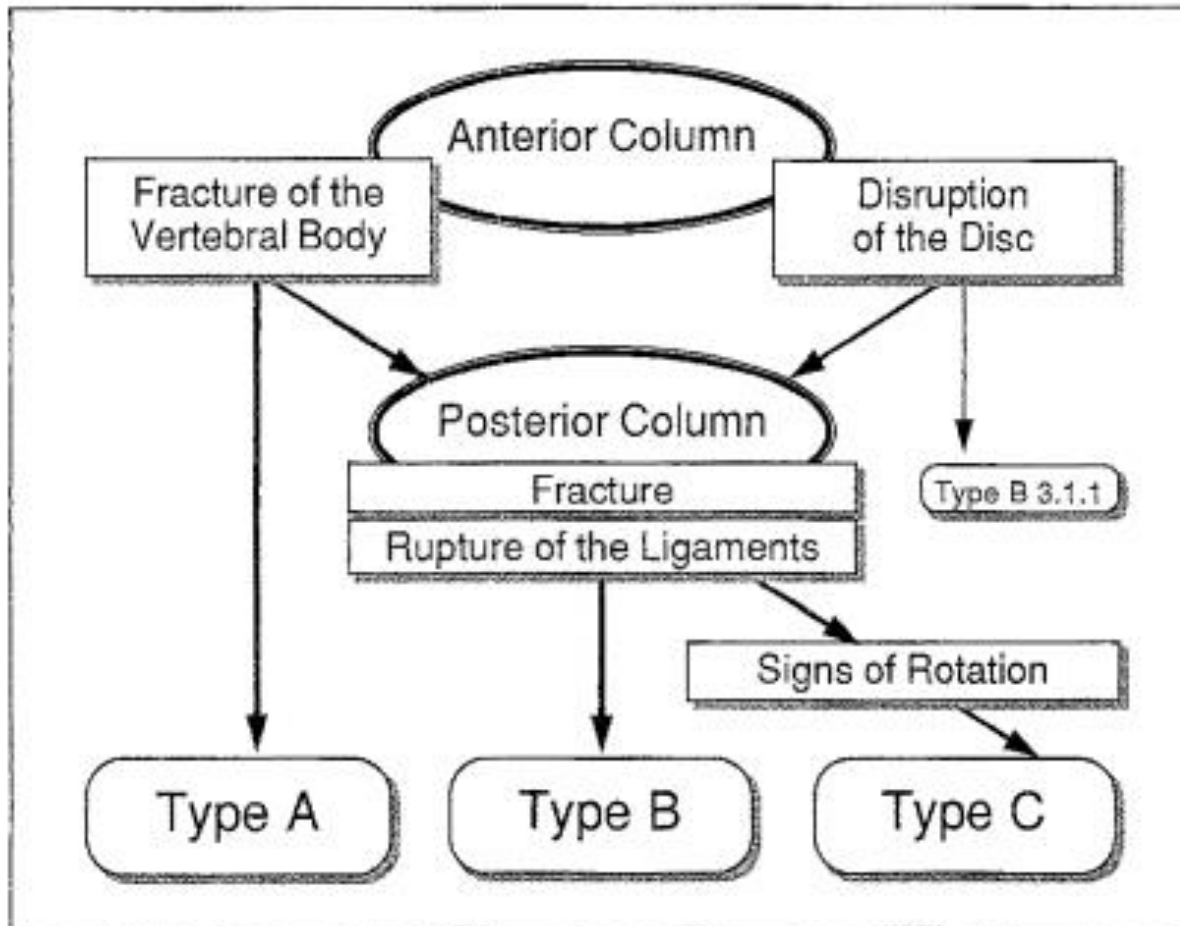 Anterior Column
Fracture of the
Vertebral Body
Disruption
of the Disc
Posterior Column
Fracture
Rupture of the Ligaments
Type B 3.1.1
Signs of Rotation
Type A
Type B
Type C